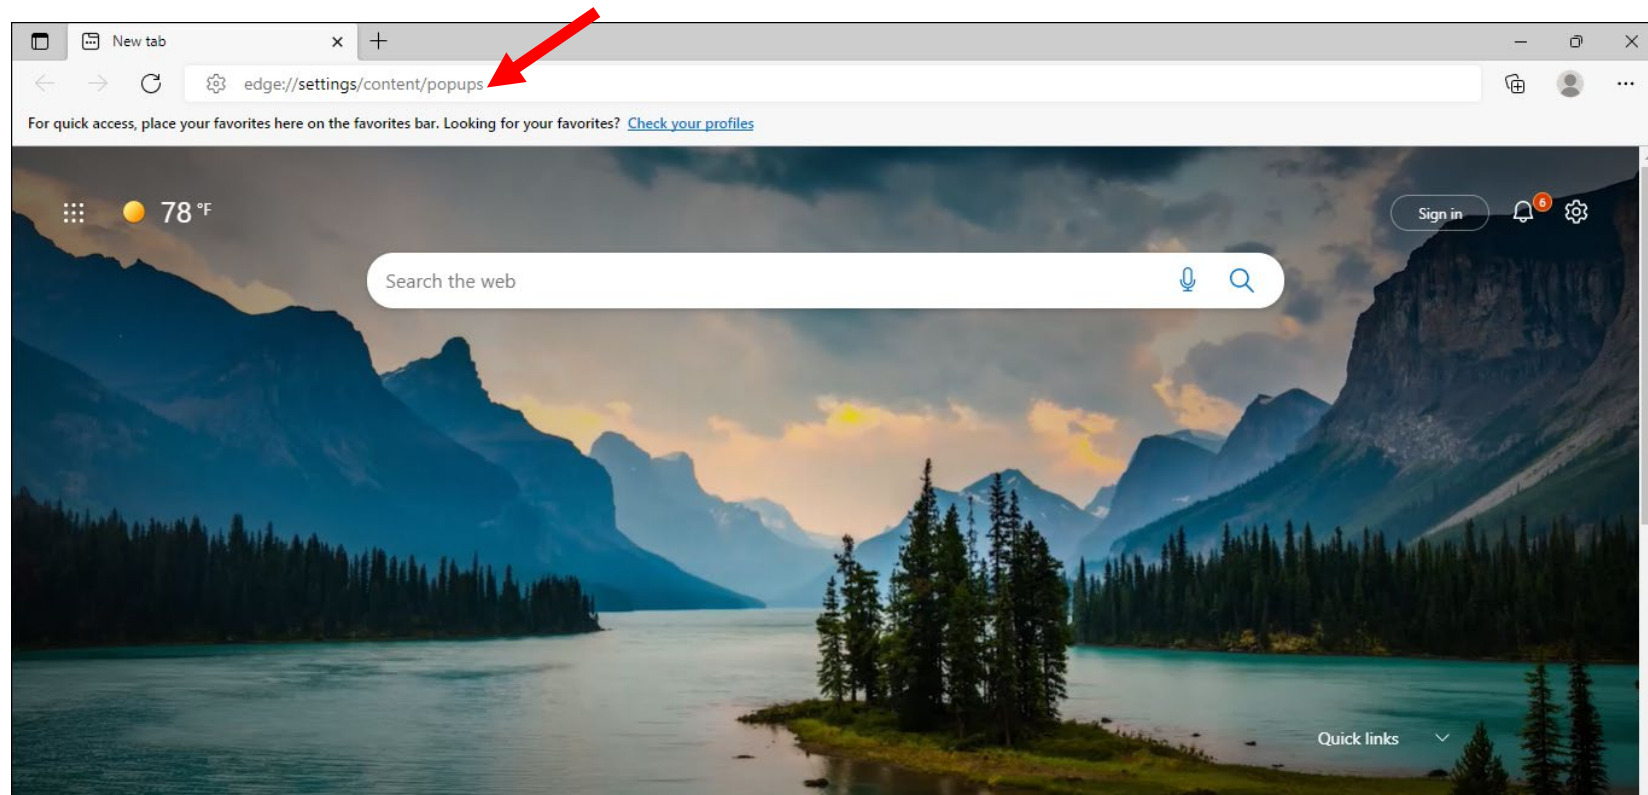 New tab
edge://settings/content/popups
For quick access, place your favorites here on the favorites bar. Looking for your favorites? Check your profiles
78 °F
Sign in
6
Search the web
Quick links